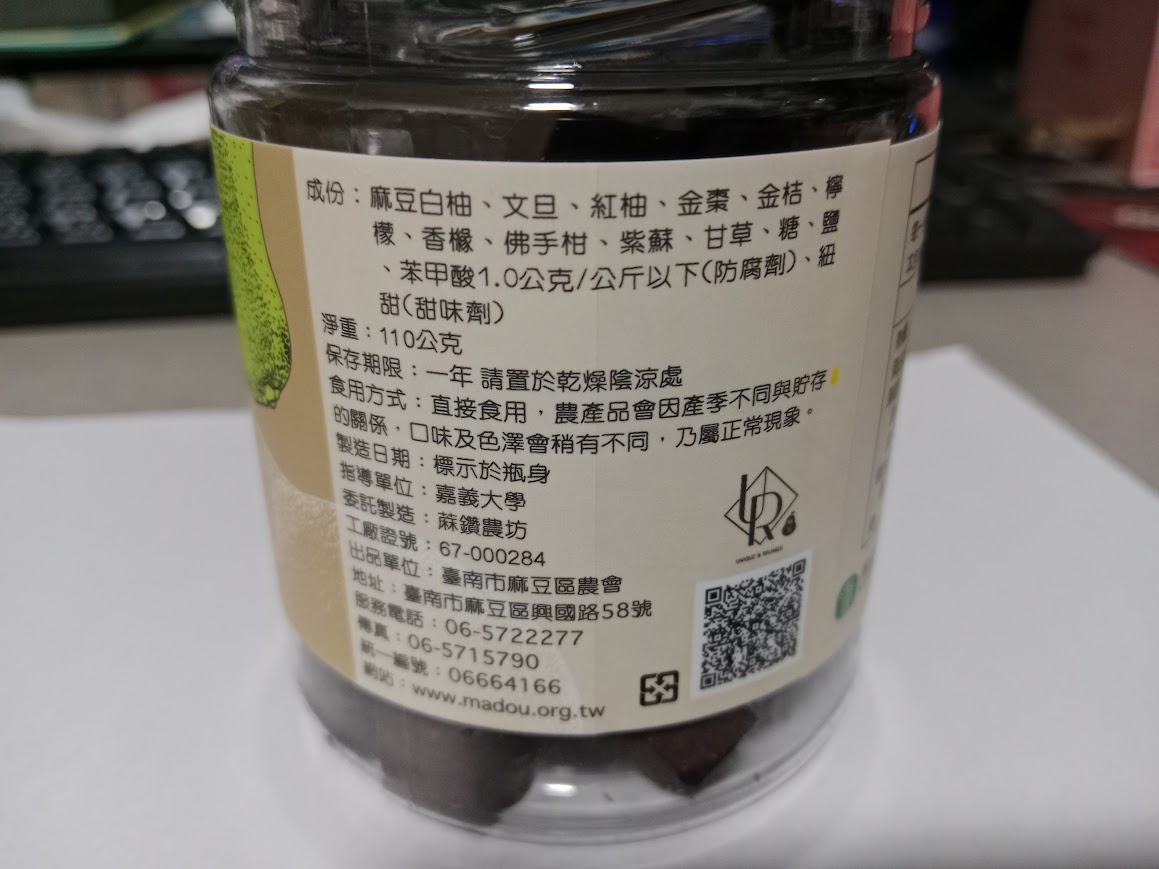 成份：麻豆白柚、文旦、紅柚、金棗、金桔、檸
檬、香櫞、佛手柑、紫蘇、甘草、糖、鹽
、苯甲酸1.0公克/公斤以下(防腐劑)、紐
甜(甜味劑)
淨重：110公克
保存期限：一年 請置於乾燥陰涼處
食用方式：直接食用，農產品會因產季不同與貯存
的關係，口味及色澤會稍有不同，乃屬正常現象。
製造日期：標示於瓶身
指導單位：嘉義大學
委託製造：蔴鑽農坊
工廠證號：67-000284
出品單位：臺南市麻豆區農會
地址：臺南市麻豆區興國路58號
服務電話：06-5722277
傳真：06-5715790
統一編號：06664166
網站：www.madou.org.tw
UR